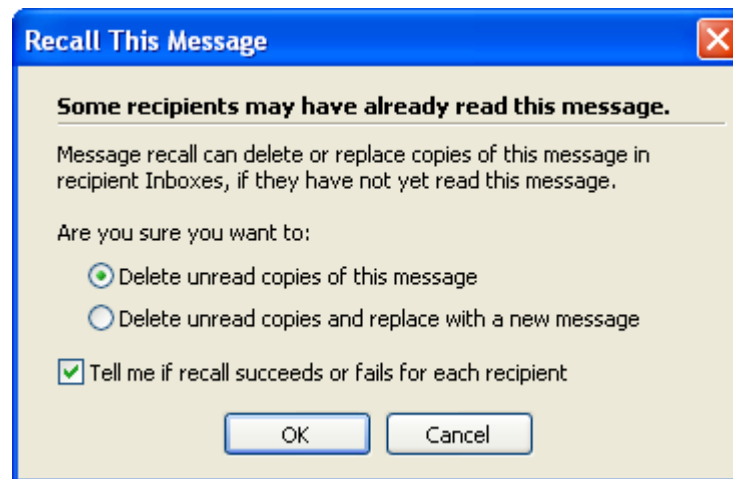 Recall This Message
Some recipients may have already read this message.
Message recall can delete or replace copies of this message in
recipient Inboxes, if they have not yet read this message.
Are you sure you want to:
Delete unread copies of this message
Delete unread copies and replace with a new message
Tell me if recall succeeds or fails for each recipient
OK
Cancel